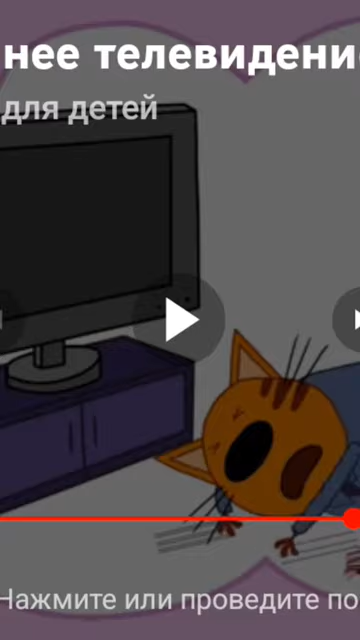 нее телевидени
для детей
Нажмите или проведите по